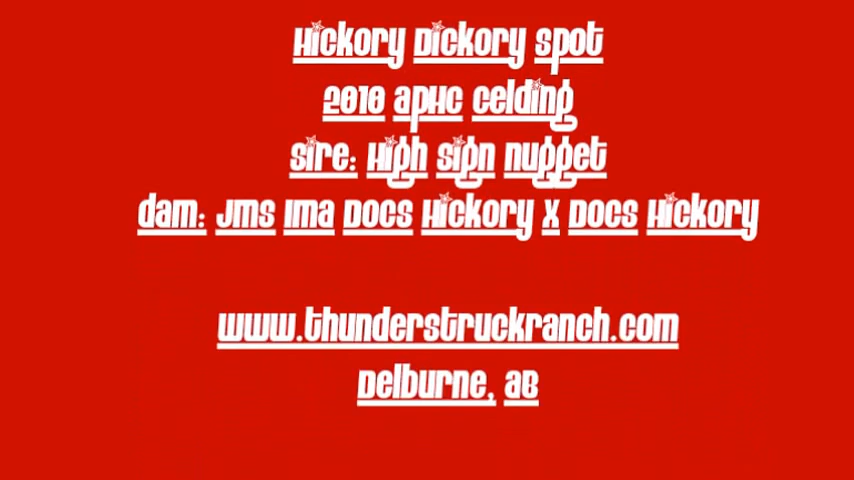 Hickory Dickory Spot
2010 APHC Gelding
Sire: High Sign Nugget
Dam: JMS Ima Docs Hickory x Docs Hickory
www.thunderstruckranch.com
Delburne, AB